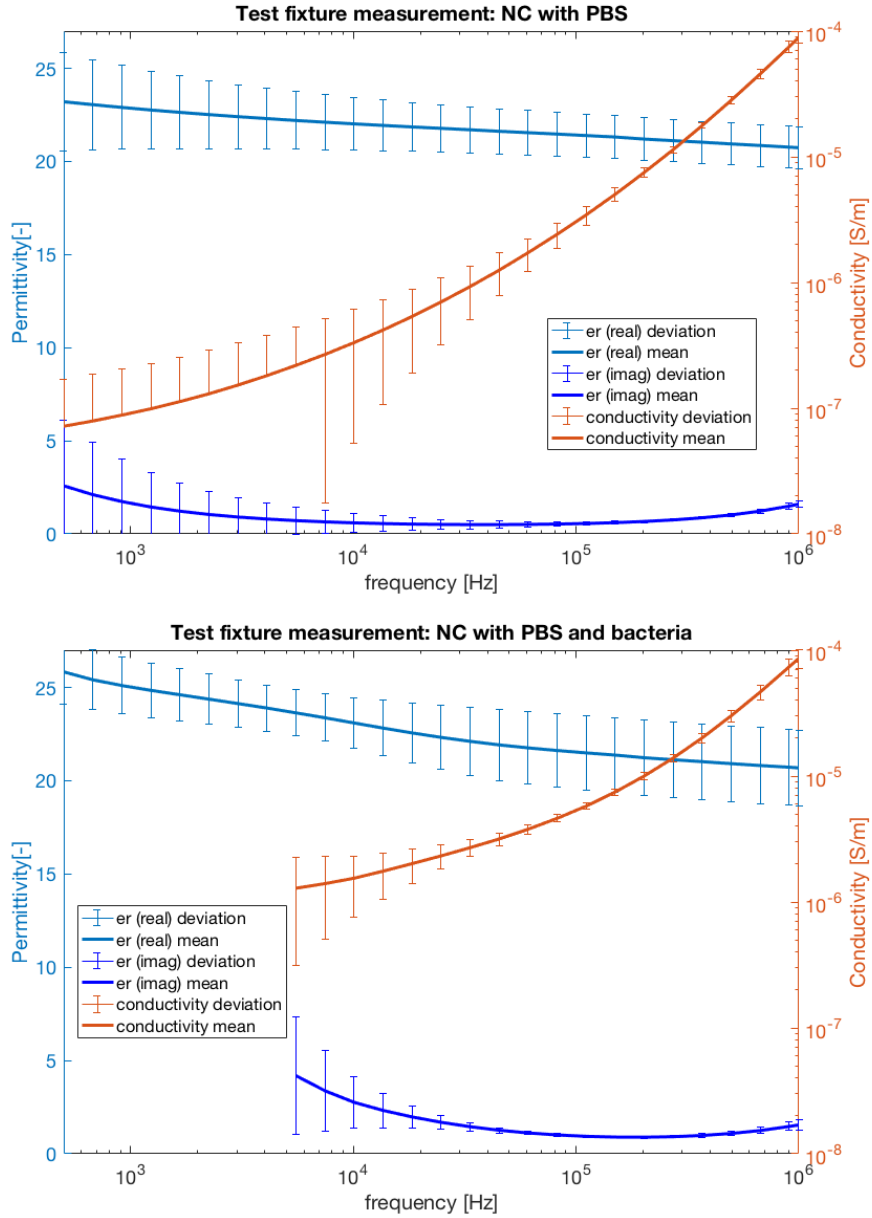 Test fixture measurement: NC with PBS
25
20
15
10
5
0
Permittivity[-]
10^-4
10^-5
10^-6
10^-7
10^-8
Conductivity [S/m]
er (real) deviation
er (real) mean
er (imag) deviation
er (imag) mean
conductivity deviation
conductivity mean
10^3 10^4 10^5 10^6
frequency [Hz]
Test fixture measurement: NC with PBS and bacteria
25
20
15
10
5
0
Permittivity[-]
10^-4
10^-5
10^-6
10^-7
10^-8
Conductivity [S/m]
er (real) deviation
er (real) mean
er (imag) deviation
er (imag) mean
conductivity deviation
conductivity mean
10^3 10^4 10^5 10^6
frequency [Hz]